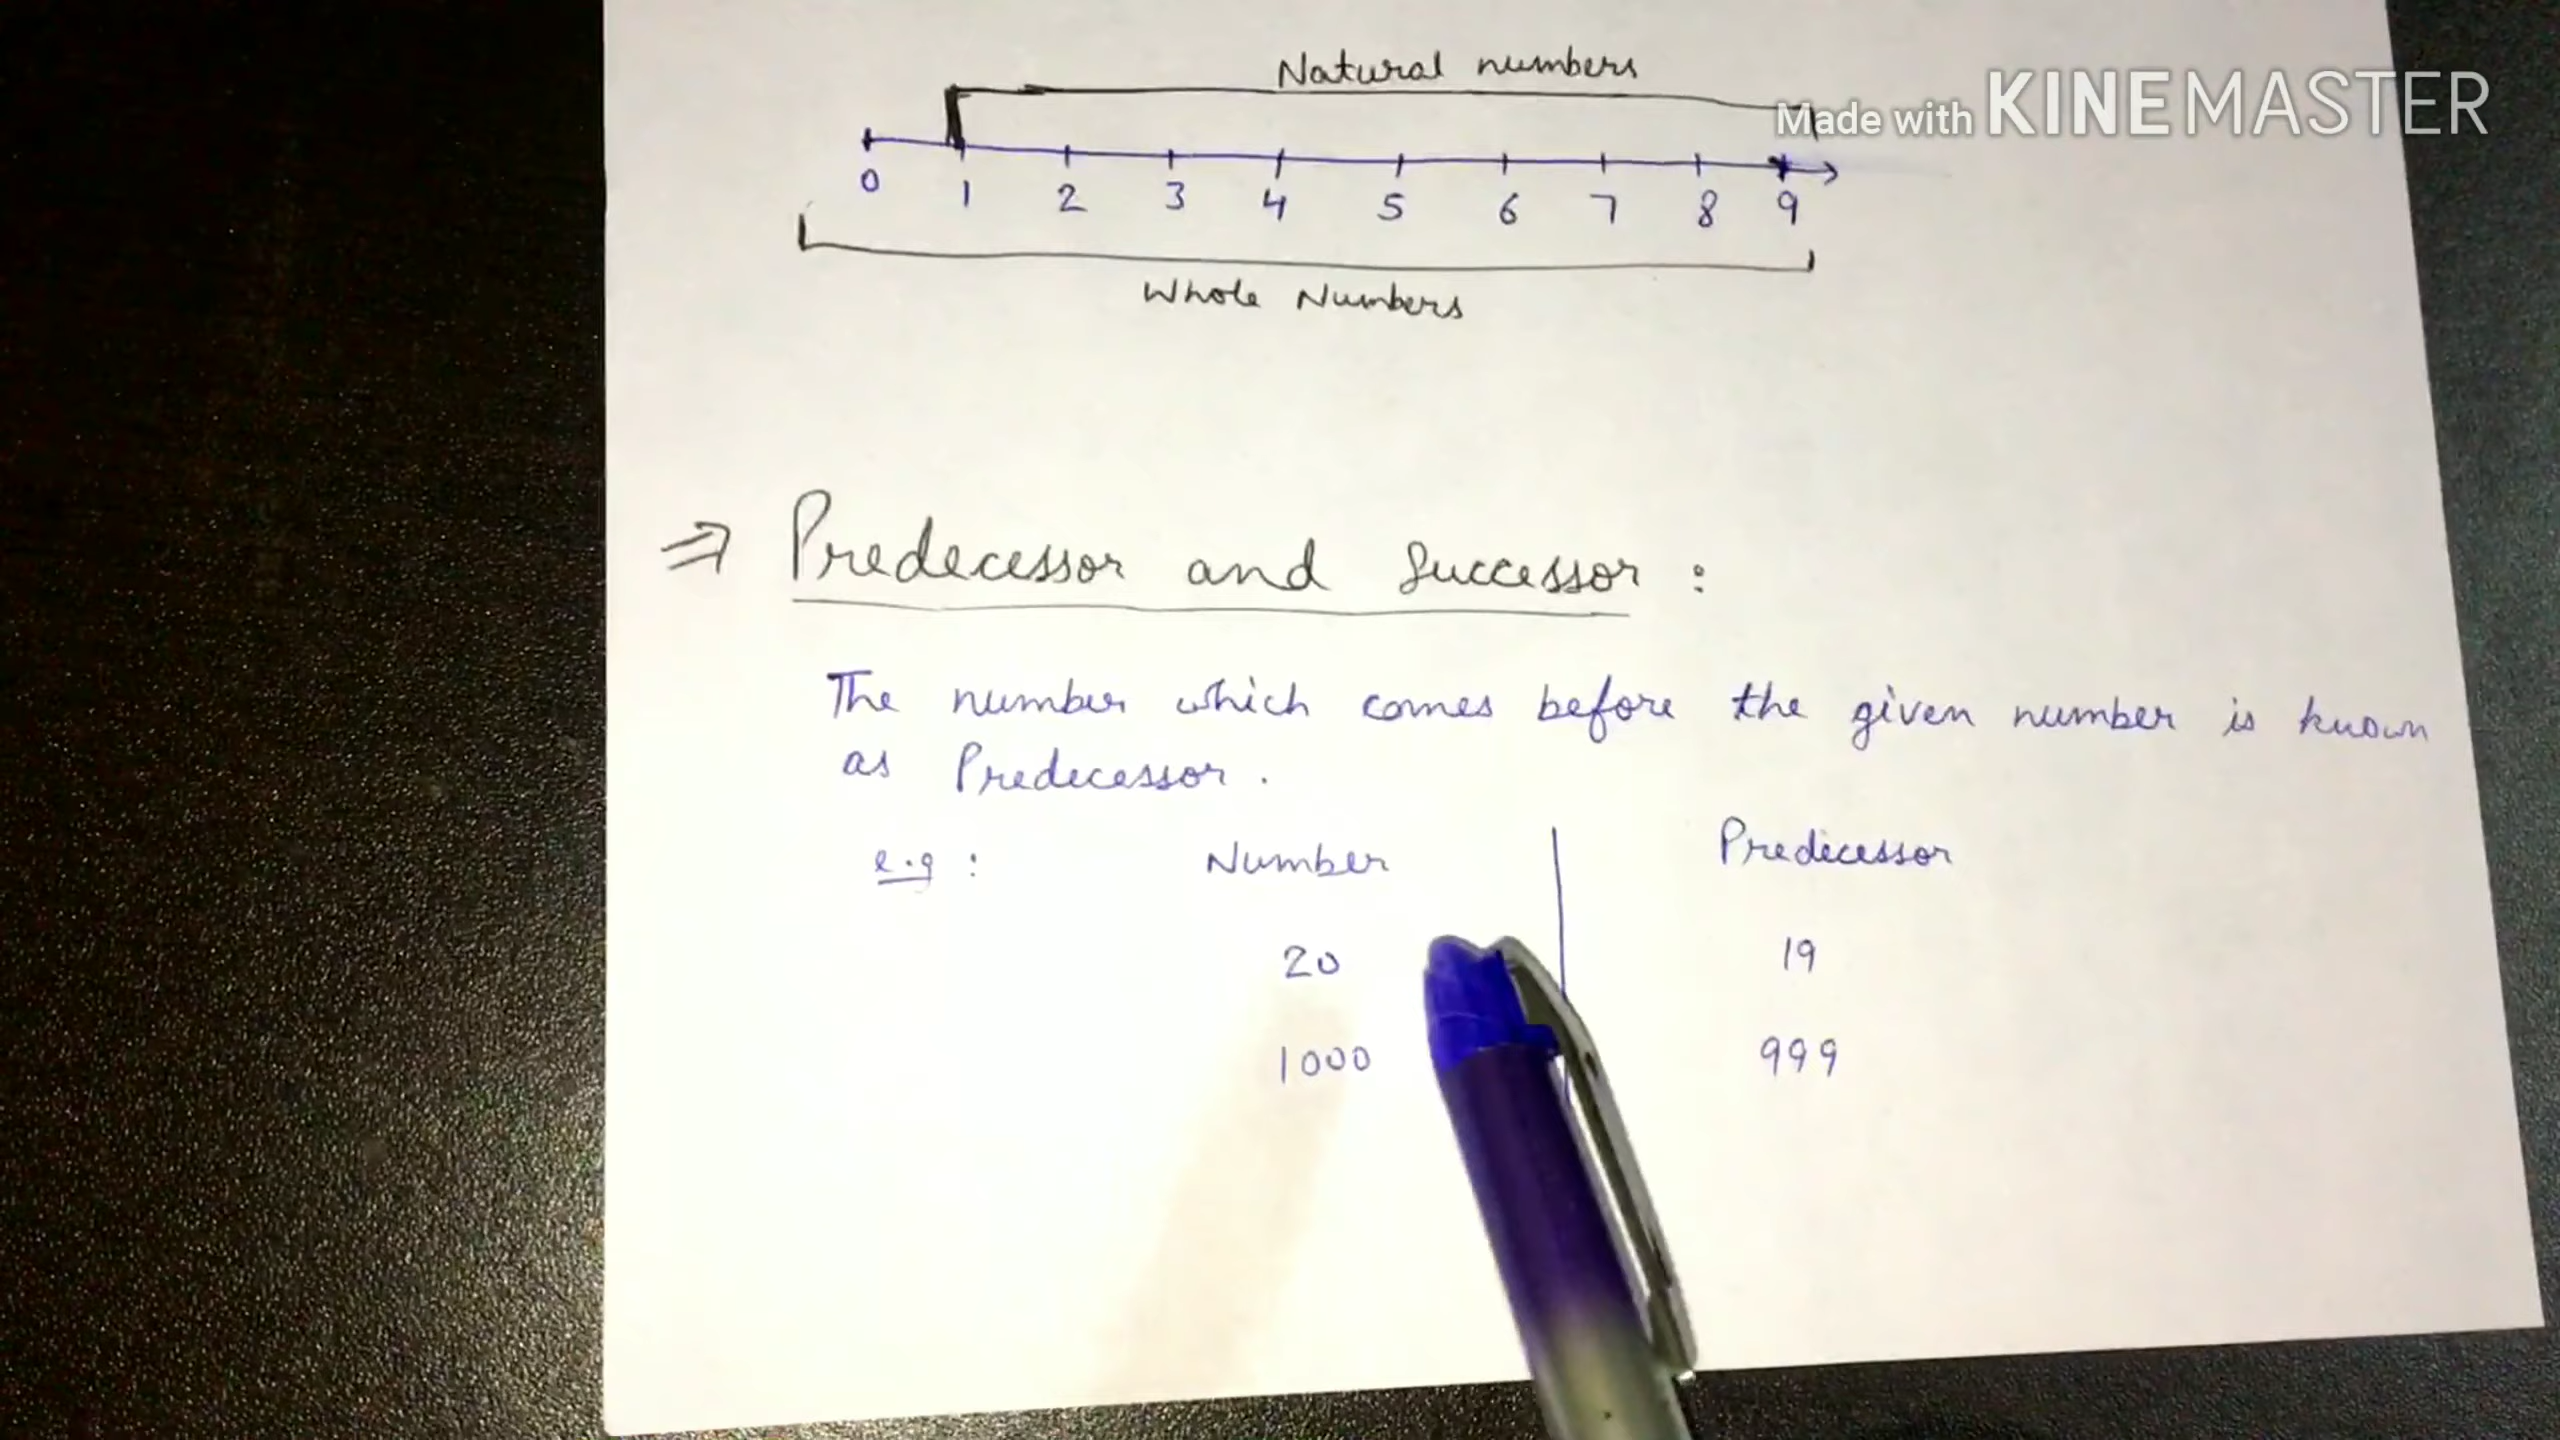 Natural numbers
Made with KINEMASTER
0 1 2 3 4 5 6 7 8 9
Whole Numbers
⇒ Predecessor and Successor :
The number which comes before the given number is known
as Predecessor .
e.g : Number Predecessor
20 19
1000 999